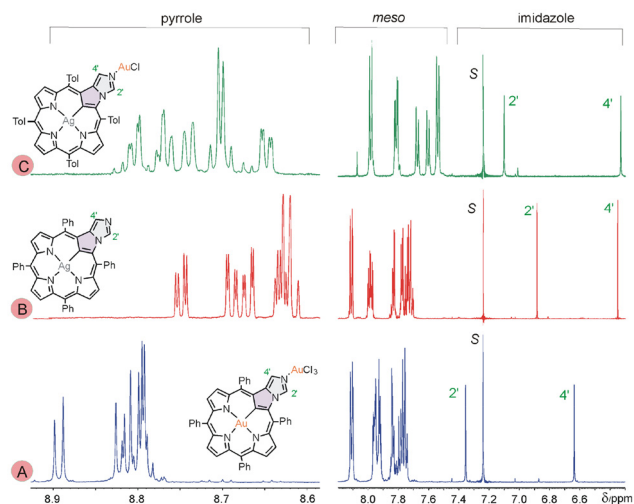 pyrrole meso imidazole
4' N AuCl
Tol N 2'
N N
Tol Ag Tol
N N
Tol
C
S 2' 4'
4' N
Ph N 2'
N N
Ph Ag Ph
N N
Ph
B
S 2' 4'
AuCl3
4' N
Ph N 2'
N
Ph Au Ph
N N
Ph
A
2' S 4'
8.9 8.8 8.7 8.6 8.0 7.8 7.6 7.4 7.2 7.0 6.8 6.6 δ/ppm